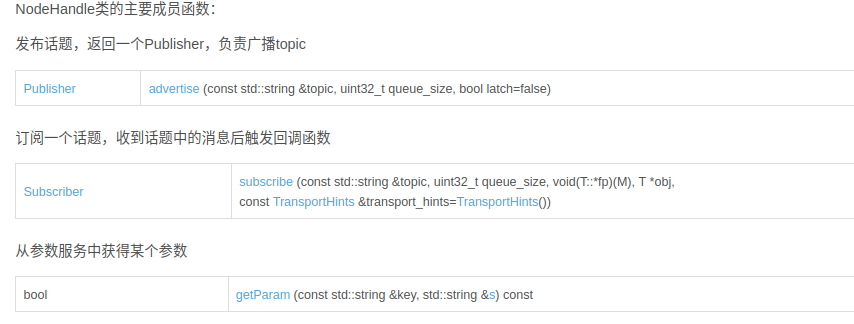 NodeHandle类的主要成员函数：
发布话题，返回一个Publisher，负责广播topic
Publisher advertise (const std::string &topic, uint32_t queue_size, bool latch=false)
订阅一个话题，收到话题中的消息后触发回调函数
Subscriber subscribe (const std::string &topic, uint32_t queue_size, void(T::*fp)(M), T *obj,
const TransportHints &transport_hints=TransportHints())
从参数服务中获得某个参数
bool getParam (const std::string &key, std::string &s) const